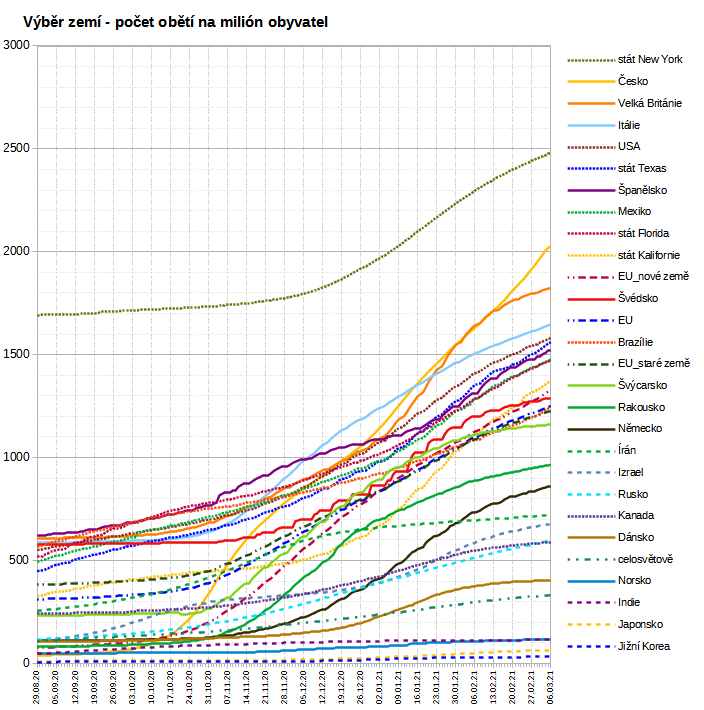 Výběr zemí - počet obětí na milión obyvatel
3000
2500
2000
1500
1000
500
0
29.08.20
06.09.20
12.09.20
19.09.20
26.09.20
03.10.20
10.10.20
17.10.20
24.10.20
31.10.20
07.11.20
14.11.20
21.11.20
28.11.20
05.12.20
12.12.20
19.12.20
26.12.20
02.01.21
09.01.21
16.01.21
23.01.21
30.01.21
06.02.21
13.02.21
20.02.21
27.02.21
06.03.21
stát New York
Česko
Velká Británie
Itálie
USA
stát Texas
Španělsko
Mexiko
stát Florida
stát Kalifornie
EU_nové země
Švédsko
EU
Brazílie
EU_staré země
Švýcarsko
Rakousko
Německo
Írán
Izrael
Rusko
Kanada
Dánsko
celosvětově
Norsko
Indie
Japonsko
Jižní Korea